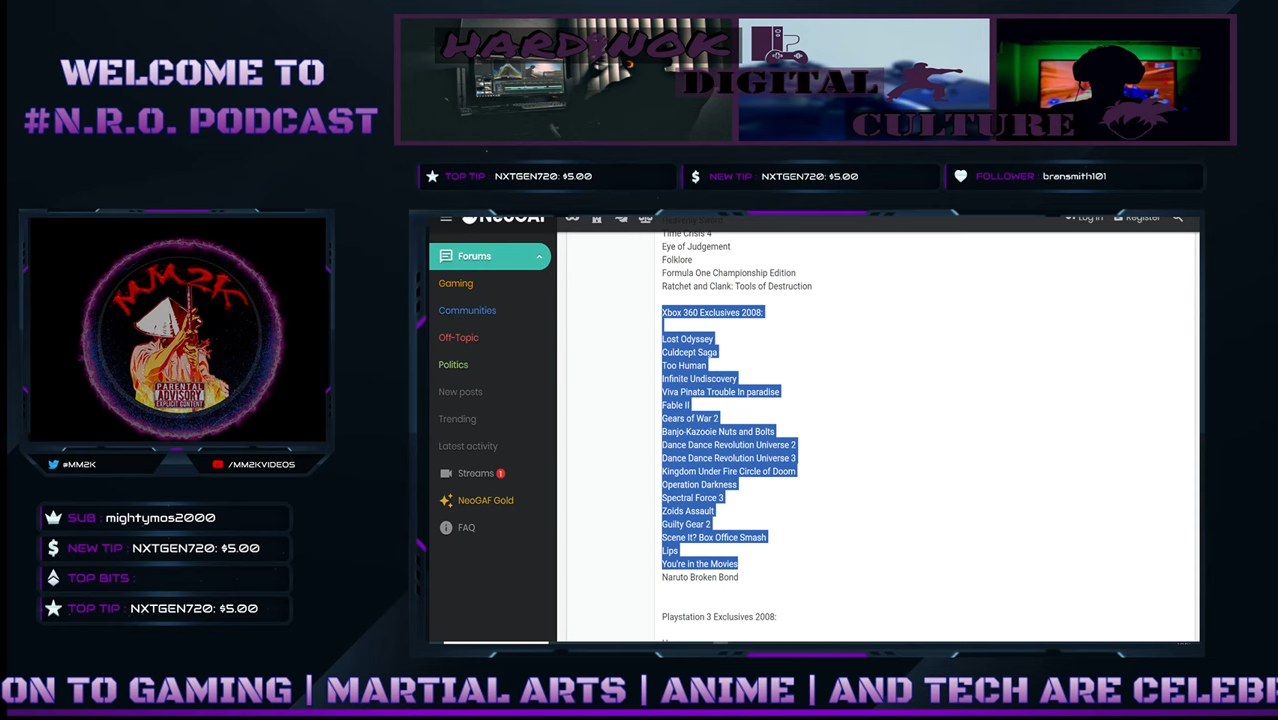 WELCOME TO
#N.R.O. PODCAST
HARDWOK
DIGITAL
CULTURE
TOP TIP NXTGEN720: $5.00
NEW TIP NXTGEN720: $5.00
FOLLOWER: bransmith101
MM2K
PARENTAL
ADVISORY
EXPLICIT CONTENT
@MM2K
/MM2KVIDEOS
SUB : mightymos2000
NEW TIP : NXTGEN720: $5.00
TOP BITS :
TOP TIP : NXTGEN720: $5.00
NeoGAF
Log in
Register
Forums
Gaming
Communities
Off-Topic
Politics
New posts
Trending
Latest activity
Streams 1
NeoGAF Gold
FAQ
Time Crisis 4
Eye of Judgement
Folklore
Formula One Championship Edition
Ratchet and Clank: Tools of Destruction
Xbox 360 Exclusives 2008:
Lost Odyssey
Culdcept Saga
Too Human
Infinite Undiscovery
Viva Pinata Trouble In paradise
Fable II
Gears of War 2
Banjo-Kazooie Nuts and Bolts
Dance Dance Revolution Universe 2
Dance Dance Revolution Universe 3
Kingdom Under Fire Circle of Doom
Operation Darkness
Spectral Force 3
Zoids Assault
Guilty Gear 2
Scene It? Box Office Smash
Lips
You're in the Movies
Naruto Broken Bond
Playstation 3 Exclusives 2008:
ON TO GAMING | MARTIAL ARTS | ANIME | AND TECH ARE CELEB